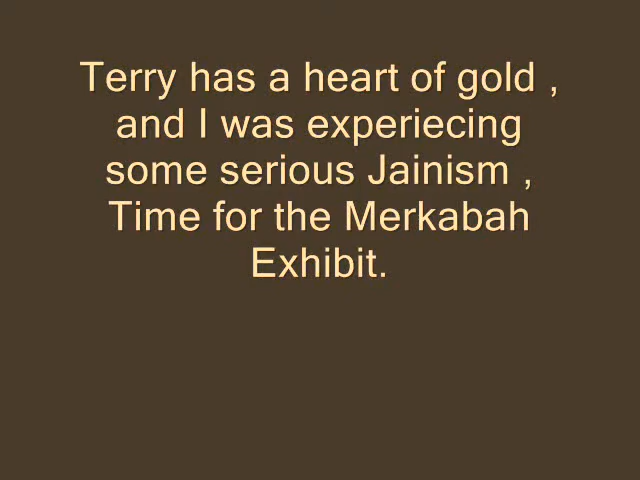 Terry has a heart of gold ,
and I was experiecing
some serious Jainism ,
Time for the Merkabah
Exhibit.